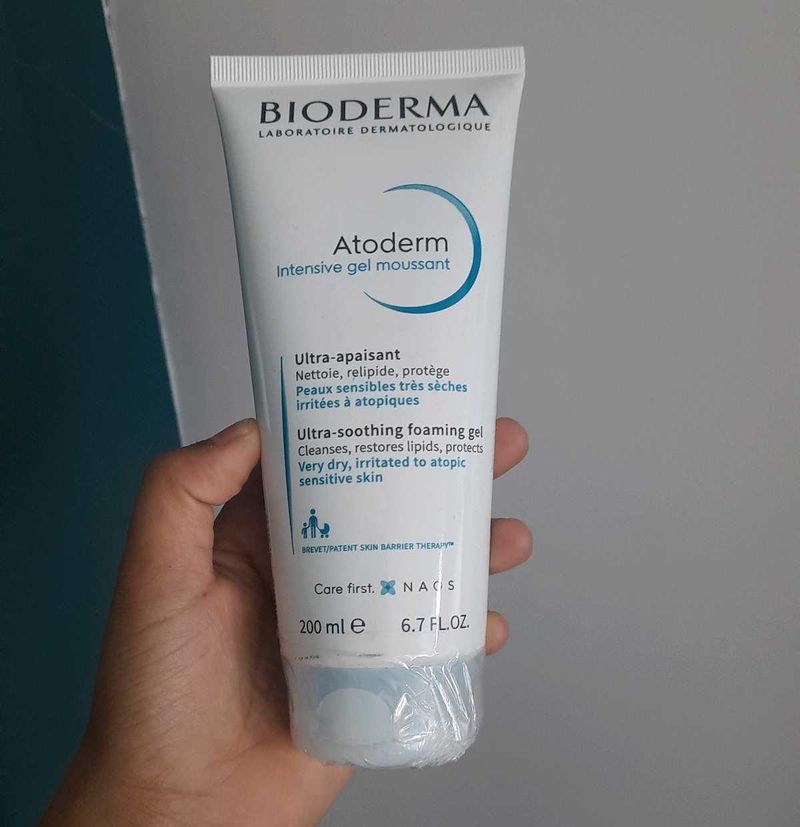 BIODERMA
LABORATOIRE DERMATOLOGIQUE
Atoderm
Intensive gel moussant
Ultra-apaisant
Nettoie, relipide, protège
Peaux sensibles très sèches
irritées à atopiques
Ultra-soothing foaming gel
Cleanses, restores lipids, protects
Very dry, irritated to atopic
sensitive skin
BREVET/PATENT SKIN BARRIER THERAPY™
Care first. NAOS
200 ml e 6.7 FL.OZ.